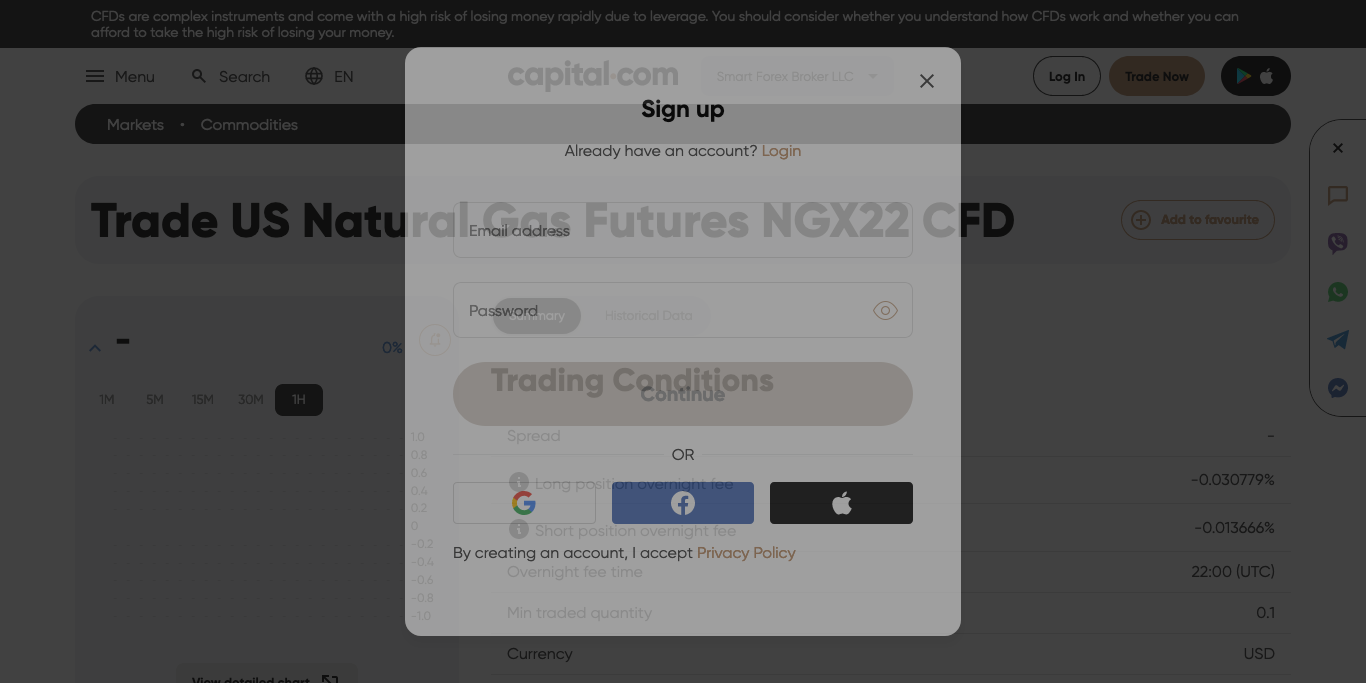 CFDs are complex instruments and come with a high risk of losing money rapidly due to leverage. You should consider whether you understand how CFDs work and whether you can
afford to take the high risk of losing your money.
Menu
Search
EN
capital.com
Smart Forex Broker LLC
Log In
Trade Now
Sign up
Markets • Commodities
Already have an account? Login
Trade US Natural Gas Futures NGX22 CFD
Add to favourite
Email address
Password
Summary
Historical Data
0%
1M
5M
15M
30M
1H
Trading Conditions
Continue
Spread
-
OR
Long position overnight fee
-0.030779%
Short position overnight fee
-0.013666%
By creating an account, I accept Privacy Policy
Overnight fee time
22:00 (UTC)
Min traded quantity
0.1
Currency
USD
1.0
0.8
0.6
0.4
0.2
0
-0.2
-0.4
-0.6
-0.8
-1.0
View detailed chart